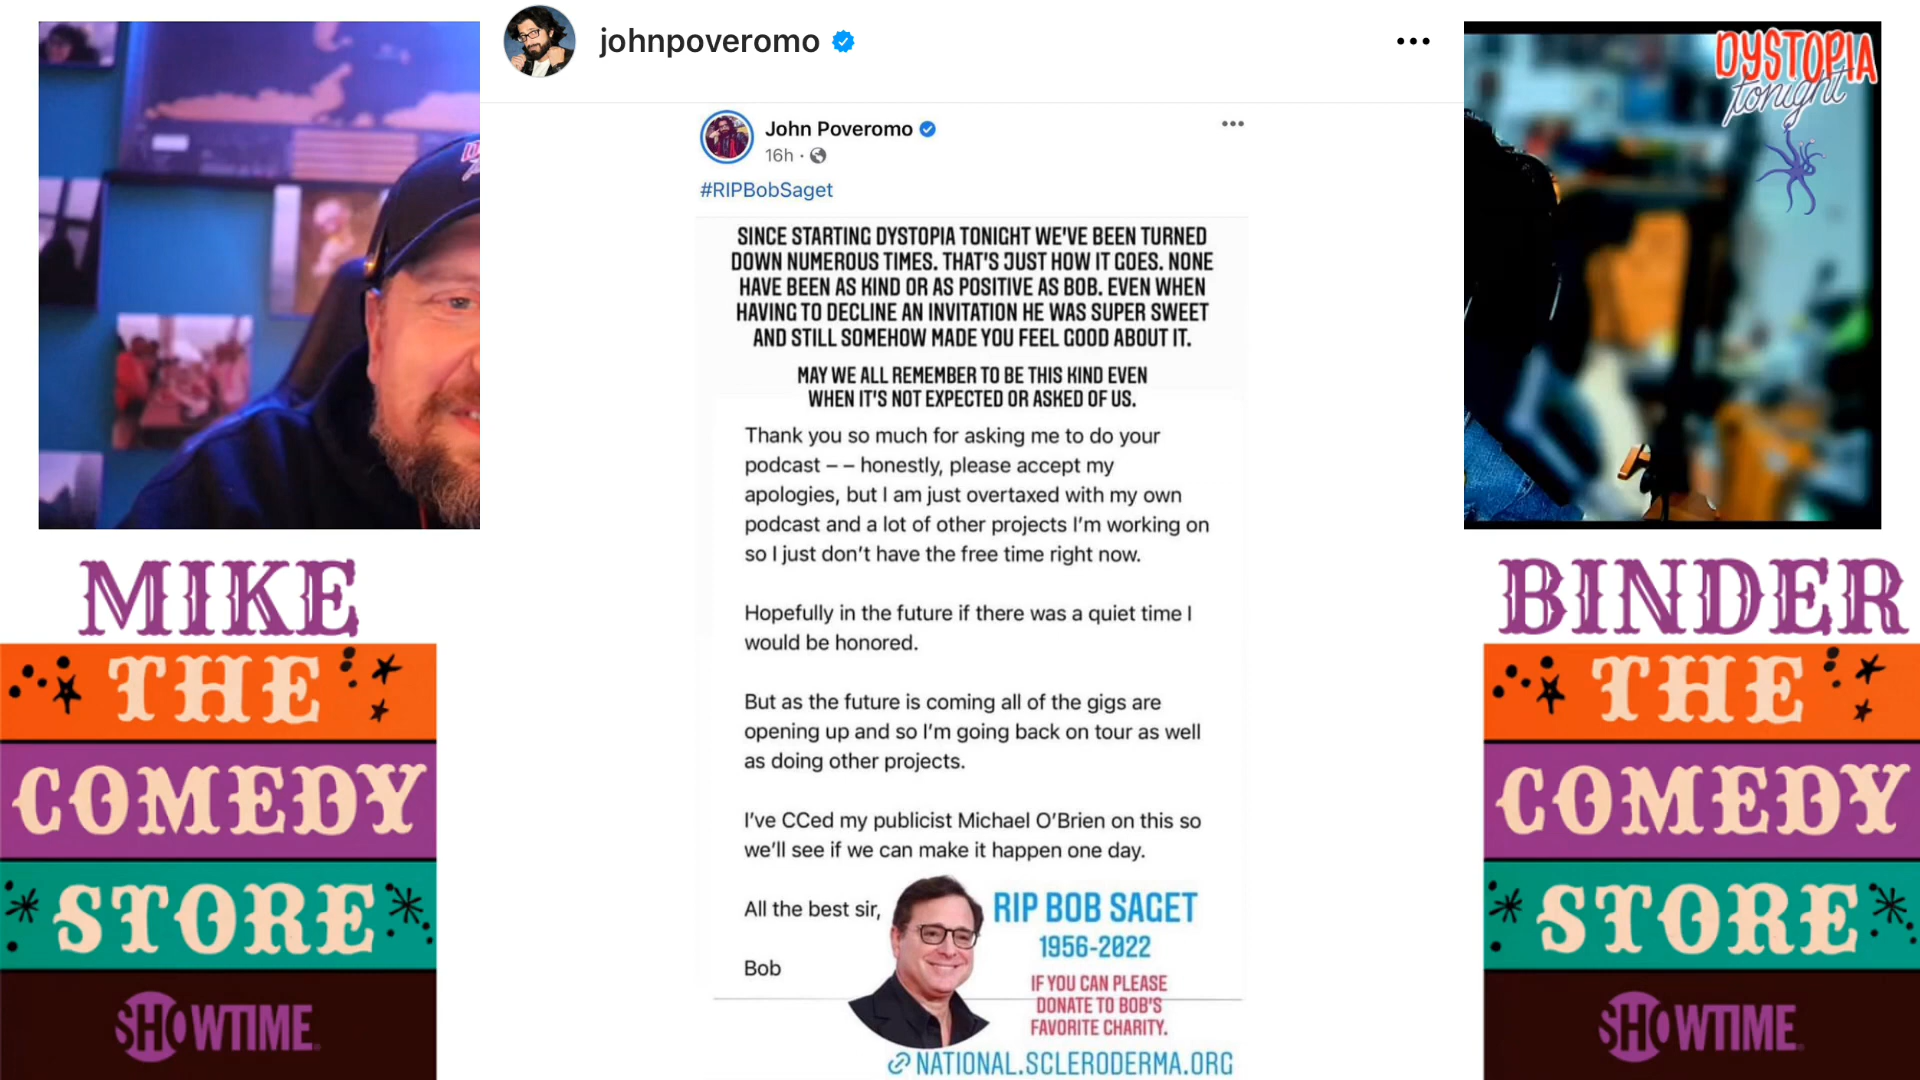 johnpoveromo
John Poveromo
16h ·
#RIPBobSaget
SINCE STARTING DYSTOPIA TONIGHT WE'VE BEEN TURNED
DOWN NUMEROUS TIMES. THAT'S JUST HOW IT GOES. NONE
HAVE BEEN AS KIND OR AS POSITIVE AS BOB. EVEN WHEN
HAVING TO DECLINE AN INVITATION HE WAS SUPER SWEET
AND STILL SOMEHOW MADE YOU FEEL GOOD ABOUT IT.
MAY WE ALL REMEMBER TO BE THIS KIND EVEN
WHEN IT'S NOT EXPECTED OR ASKED OF US.
Thank you so much for asking me to do your
podcast – – honestly, please accept my
apologies, but I am just overtaxed with my own
podcast and a lot of other projects I'm working on
so I just don't have the free time right now.
Hopefully in the future if there was a quiet time I
would be honored.
But as the future is coming all of the gigs are
opening up and so I'm going back on tour as well
as doing other projects.
I've CCed my publicist Michael O'Brien on this so
we'll see if we can make it happen one day.
All the best sir,
Bob
RIP BOB SAGET
1956-2022
IF YOU CAN PLEASE
DONATE TO BOB'S
FAVORITE CHARITY.
NATIONAL.SCLERODERMA.ORG
MIKE
THE
COMEDY
STORE
SHOWTIME
DYSTOPIA
tonight
BINDER
THE
COMEDY
STORE
SHOWTIME